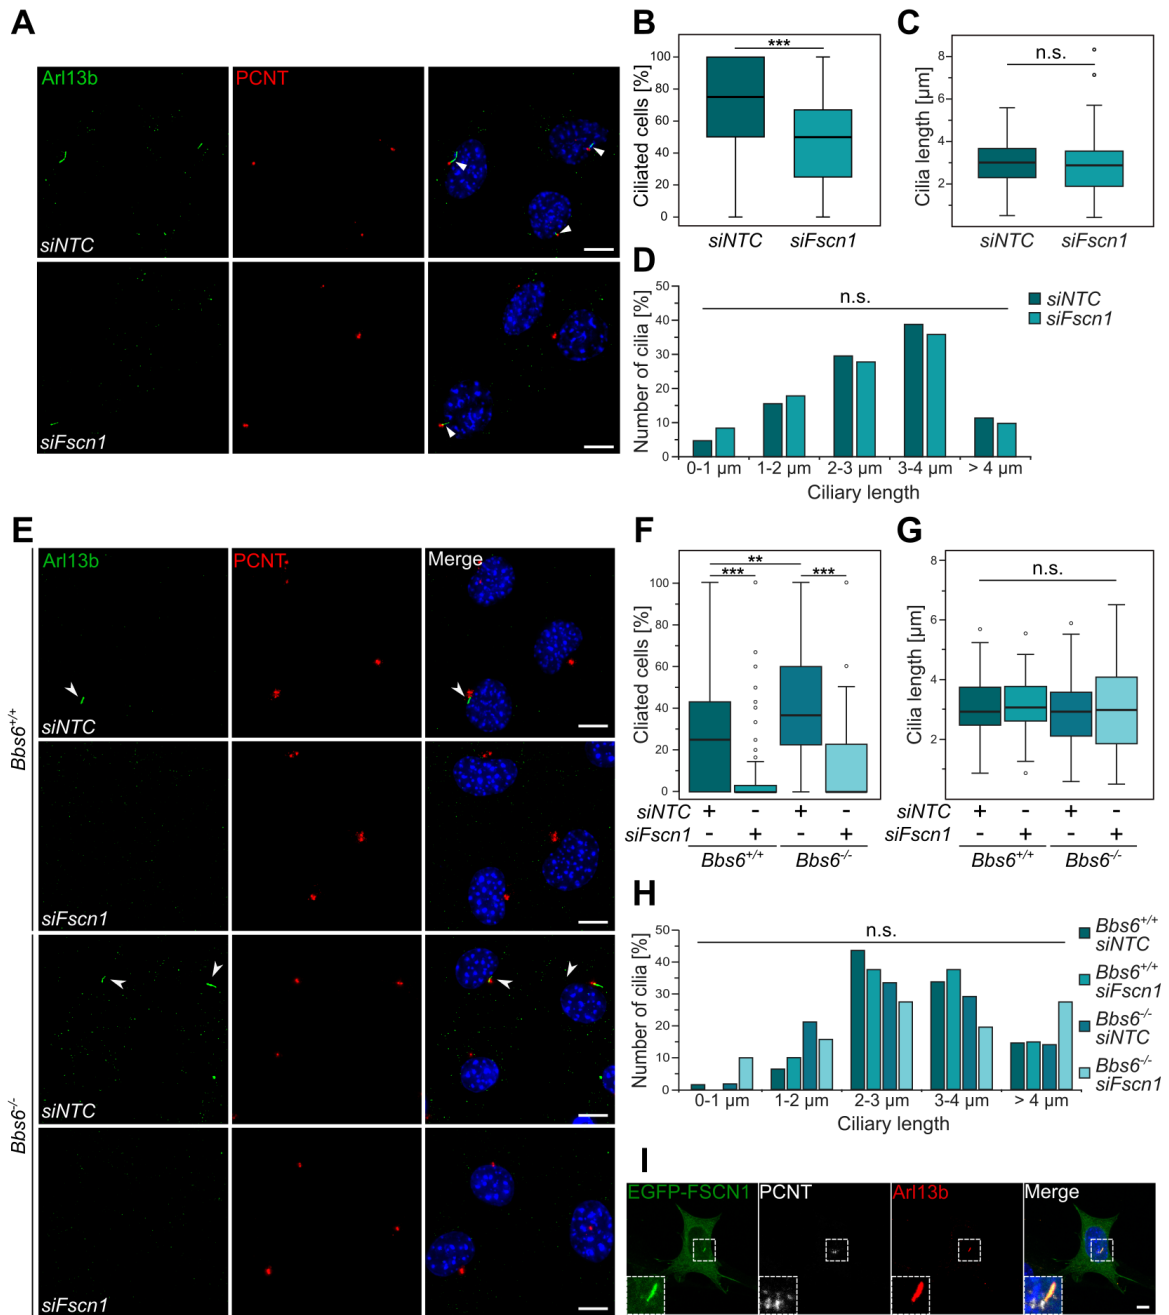 A
Arl13b
PCNT
siNTC
siFscn1
B
Ciliated cells [%]
100
80
60
40
20
0
***
siNTC
siFscn1
C
Cilia length [µm]
8
6
4
2
n.s.
siNTC
siFscn1
D
Number of cilia [%]
50
40
30
20
10
0
n.s.
siNTC
siFscn1
0-1 µm
1-2 µm
2-3 µm
3-4 µm
> 4 µm
Ciliary length
E
Arl13b
PCNT
Merge
Bbs6+/+
siNTC
siFscn1
Bbs6-/-
siNTC
siFscn1
F
Ciliated cells [%]
100
80
60
40
20
0
**
***
***
siNTC + - + -
siFscn1 - + - +
Bbs6+/+ Bbs6-/-
G
Cilia length [µm]
8
6
4
2
n.s.
siNTC + - + -
siFscn1 - + - +
Bbs6+/+ Bbs6-/-
H
Number of cilia [%]
50
40
30
20
10
0
n.s.
Bbs6+/+
siNTC
Bbs6+/+
siFscn1
Bbs6-/-
siNTC
Bbs6-/-
siFscn1
0-1 µm
1-2 µm
2-3 µm
3-4 µm
> 4 µm
Ciliary length
I
EGFP-FSCN1
PCNT
Arl13b
Merge